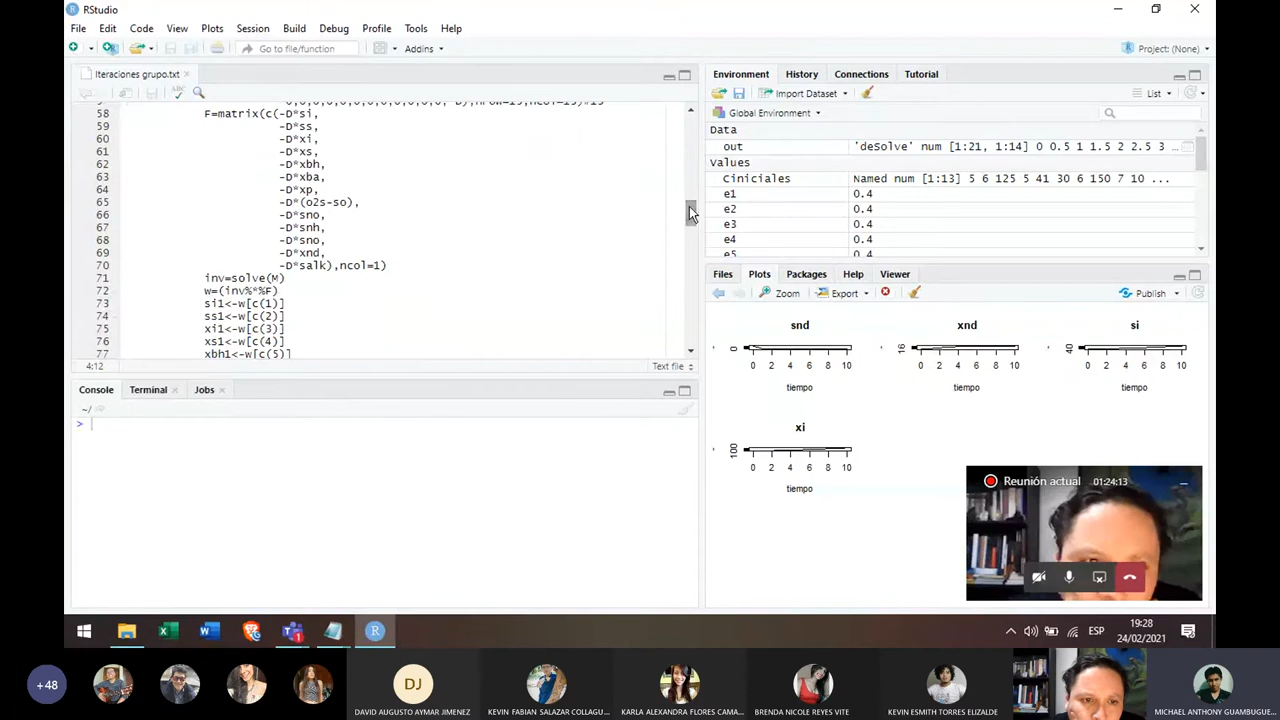 RStudio
File Edit Code View Plots Session Build Debug Profile Tools Help
Go to file/function Addins Project: (None)
Iteraciones grupo.txt
58 F=matrix(c(-D*si,
59 -D*ss,
60 -D*xi,
61 -D*xs,
62 -D*xbh,
63 -D*xba,
64 -D*xp,
65 -D*(o2s-so),
66 -D*sno,
67 -D*snh,
68 -D*sno,
69 -D*xnd,
70 -D*salk),ncol=1)
71 inv=solve(M)
72 w=(inv%*%F)
73 si1<-w[c(1)]
74 ss1<-w[c(2)]
75 xi1<-w[c(3)]
76 xs1<-w[c(4)]
77 xbh1<-w[c(5)]
4:12 Text file
Console Terminal Jobs
~/
>
Environment History Connections Tutorial
Import Dataset List
Global Environment
Data
out 'deSolve' num [1:21, 1:14] 0 0.5 1 1.5 2 2.5 3 ...
Values
Ciniciales Named num [1:13] 5 6 125 5 41 30 6 150 7 10 ...
e1 0.4
e2 0.4
e3 0.4
e4 0.4
e5 0.4
Files Plots Packages Help Viewer
Zoom Export Publish
snd xnd si
0 16 40
0 2 4 6 8 10 0 2 4 6 8 10 0 2 4 6 8 10
tiempo tiempo tiempo
xi
100
0 2 4 6 8 10
tiempo
Reunión actual 01:24:13
ESP
19:28
24/02/2021
+48
DJ
DAVID AUGUSTO AYMAR JIMENEZ
KEVIN FABIAN SALAZAR COLLAGU...
KARLA ALEXANDRA FLORES CAMA...
BRENDA NICOLE REYES VITE
KEVIN ESMITH TORRES ELIZALDE
MICHAEL ANTHONY GUAMBUGUE...